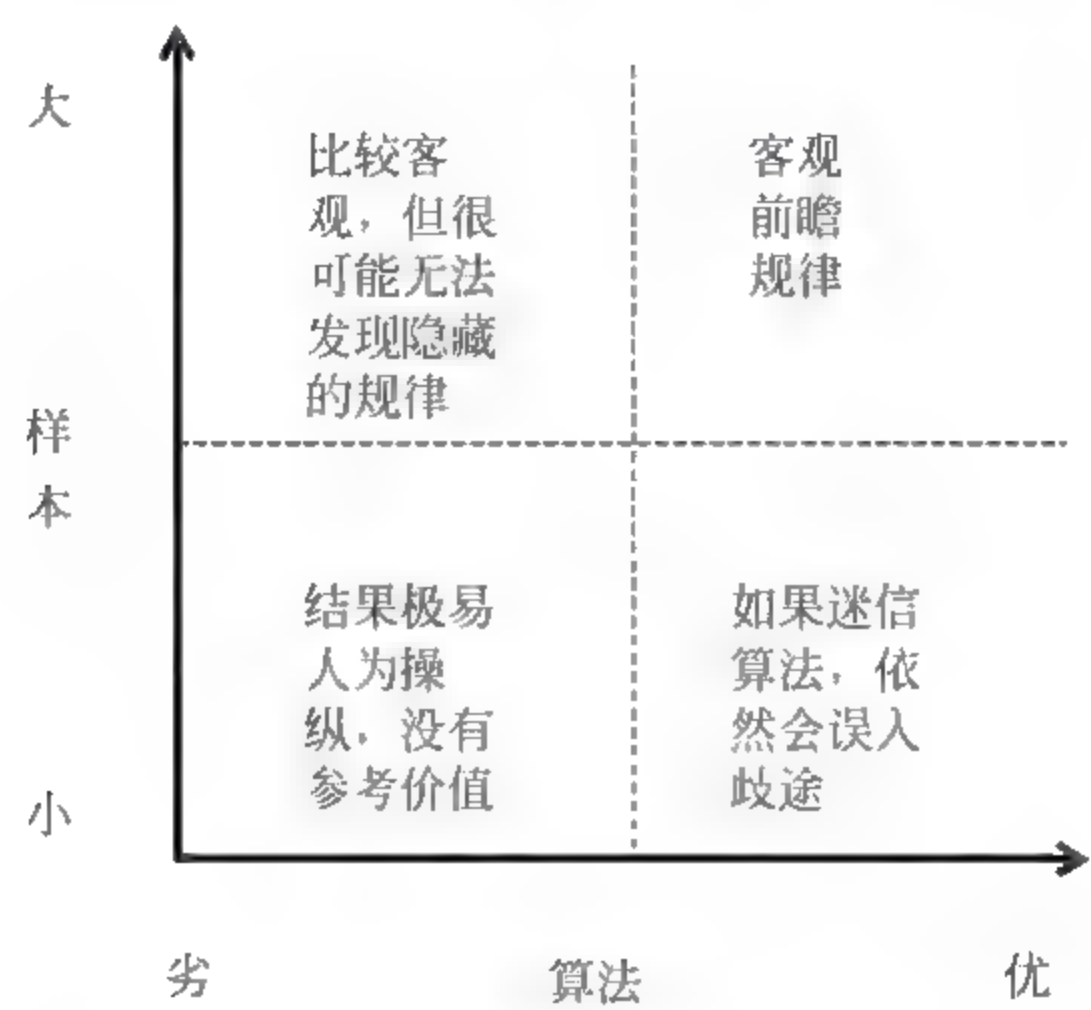 大
比较客
观，但很
可能无法
发现隐藏
的规律
客观
前瞻
规律
样
本
结果极易
人为操
纵，没有
参考价值
如果迷信
算法，依
然会误入
歧途
小
劣
算法
优